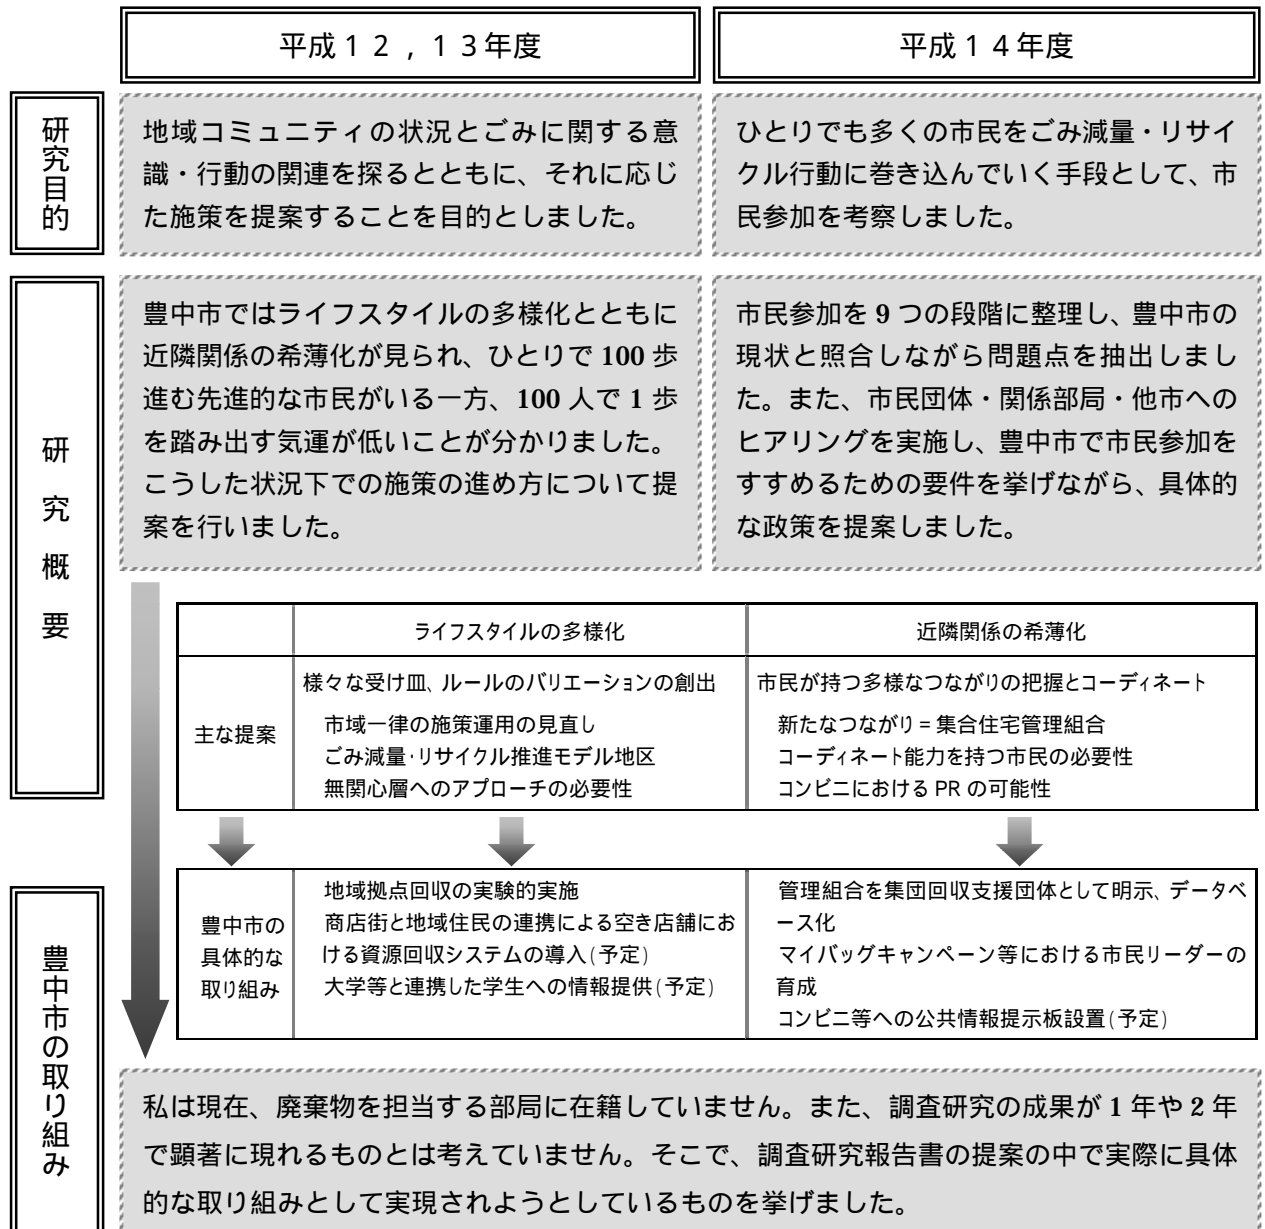 平成１２，１３年度
平成１４年度
研究目的
地域コミュニティの状況とごみに関する意
識・行動の関連を探るとともに、それに応じ
た施策を提案することを目的としました。
ひとりでも多くの市民をごみ減量・リサイ
クル行動に巻き込んでいく手段として、市
民参加を考察しました。
研究概要
豊中市ではライフスタイルの多様化とともに
近隣関係の希薄化が見られ、ひとりで 100 歩
進む先進的な市民がいる一方、100 人で 1 歩
を踏み出す気運が低いことが分かりました。
こうした状況下での施策の進め方について提
案を行いました。
市民参加を 9 つの段階に整理し、豊中市の
現状と照合しながら問題点を抽出しまし
た。また、市民団体・関係部局・他市への
ヒアリングを実施し、豊中市で市民参加を
すすめるための要件を挙げながら、具体的
な政策を提案しました。
ライフスタイルの多様化
近隣関係の希薄化
主な提案
様々な受け皿、ルールのバリエーションの創出
市域一律の施策運用の見直し
ごみ減量・リサイクル推進モデル地区
無関心層へのアプローチの必要性
市民が持つ多様なつながりの把握とコーディネート
新たなつながり＝集合住宅管理組合
コーディネート能力を持つ市民の必要性
コンビニにおける PR の可能性
豊中市の取り組み
豊中市の
具体的な
取り組み
地域拠点回収の実験的実施
商店街と地域住民の連携による空き店舗にお
ける資源回収システムの導入(予定)
大学等と連携した学生への情報提供(予定)
管理組合を集団回収支援団体として明示、データベ
ース化
マイバッグキャンペーン等における市民リーダーの
育成
コンビニ等への公共情報提示板設置(予定)
私は現在、廃棄物を担当する部局に在籍していません。また、調査研究の成果が 1 年や 2 年
で顕著に現れるものとは考えていません。そこで、調査研究報告書の提案の中で実際に具体
的な取り組みとして実現されようとしているものを挙げました。